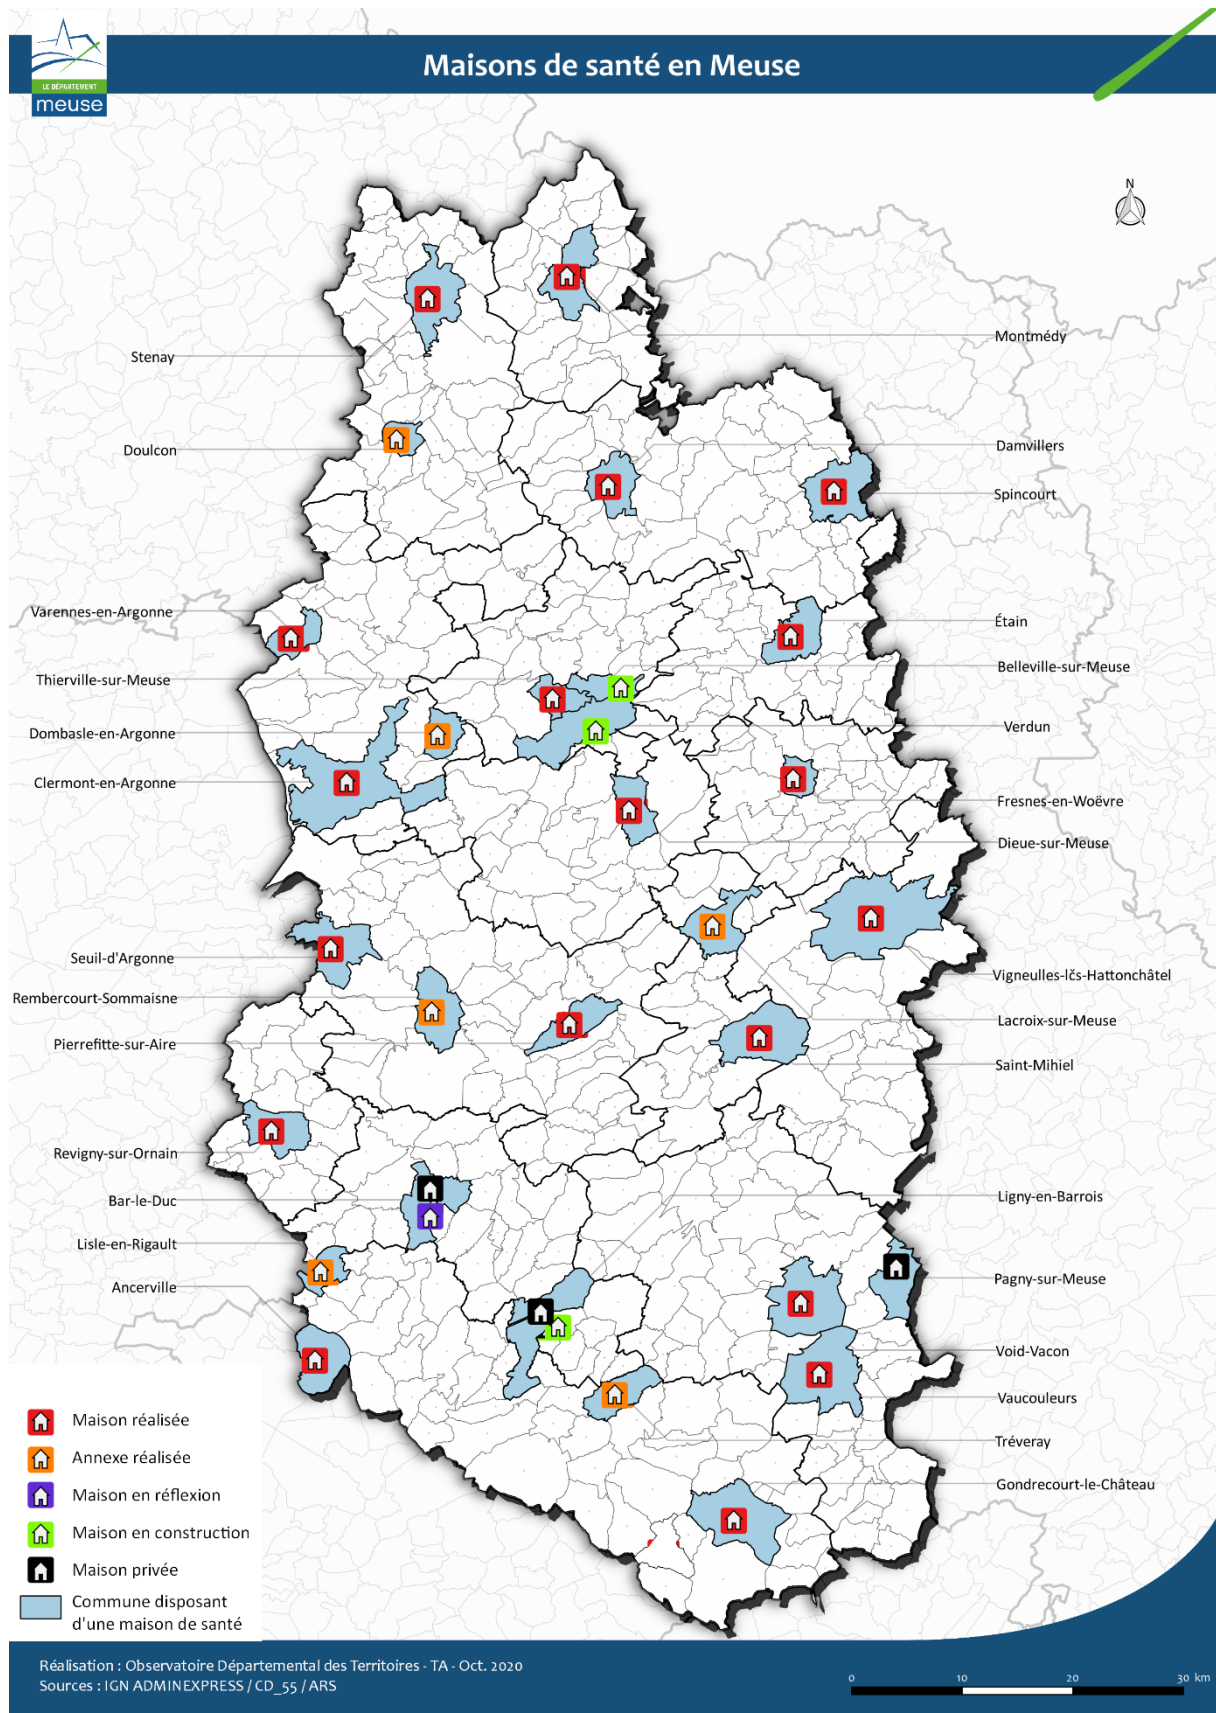 LE DÉPARTEMENT
meuse
Maisons de santé en Meuse
N
Montmédy
Stenay
Damvillers
Doulcon
Spincourt
Varennes-en-Argonne
Étain
Belleville-sur-Meuse
Thierville-sur-Meuse
Verdun
Dombasle-en-Argonne
Clermont-en-Argonne
Fresnes-en-Woëvre
Dieue-sur-Meuse
Seuil-d'Argonne
Vigneulles-lčs-Hattonchâtel
Rembercourt-Sommaisne
Lacroix-sur-Meuse
Pierrefitte-sur-Aire
Saint-Mihiel
Revigny-sur-Ornain
Bar-le-Duc
Ligny-en-Barrois
Lisle-en-Rigault
Pagny-sur-Meuse
Ancerville
Void-Vacon
Vaucouleurs
Tréveray
Gondrecourt-le-Château
Maison réalisée
Annexe réalisée
Maison en réflexion
Maison en construction
Maison privée
Commune disposant
d'une maison de santé
Réalisation : Observatoire Départemental des Territoires - TA - Oct. 2020
Sources : IGN ADMINEXPRESS / CD_55 / ARS
0 10 20 30 km